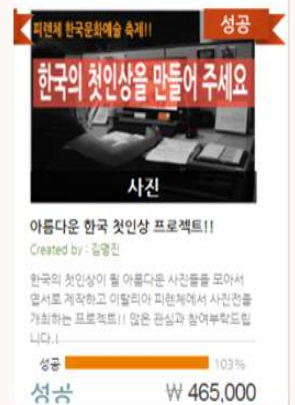 피렌체 한국문화예술 축제!!
성공
한국의 첫인상을 만들어 주세요
사진
아름다운 한국 첫인상 프로젝트!!
Created by : 김명진
한국의 첫인상이 될 아름다운 사진들을 모아서
엽서로 제작하고 이탈리아 피렌체에서 사진전을
개최하는 프로젝트!! 많은 관심과 참여부탁드립
니다.!
성공 103%
성공 ₩ 465,000